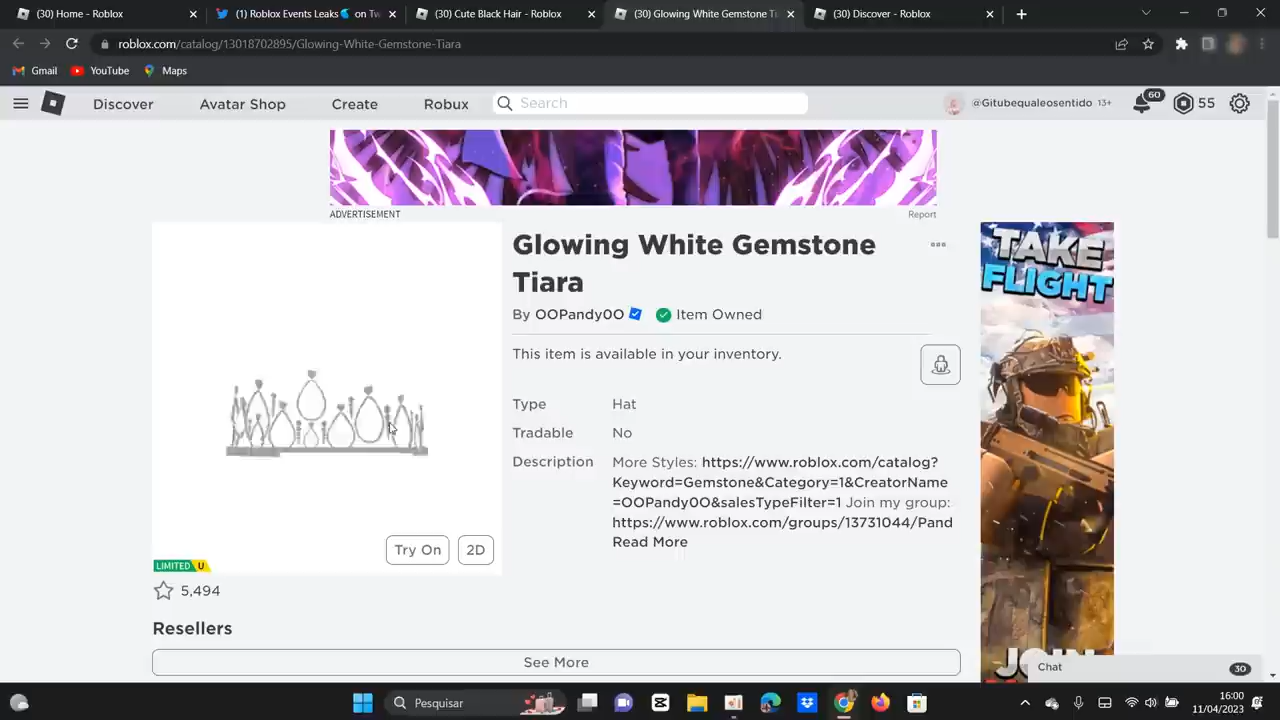 (30) Home - Roblox
(1) Roblox Events Leaks on Tw
(30) Cute Black Hair - Roblox
(30) Glowing White Gemstone Ti
(30) Discover - Roblox
roblox.com/catalog/13018702895/Glowing-White-Gemstone-Tiara
Gmail YouTube Maps
Discover Avatar Shop Create Robux Search @Gitubequaleosentido 13+ 60 55
ADVERTISEMENT Report
Glowing White Gemstone
Tiara
By OOPandy0O Item Owned
This item is available in your inventory.
Type Hat
Tradable No
Description More Styles: https://www.roblox.com/catalog?
Keyword=Gemstone&Category=1&CreatorName
=OOPandy0O&salesTypeFilter=1 Join my group:
https://www.roblox.com/groups/13731044/Pand
Read More
Try On 2D
LIMITED U
5,494
Resellers
See More
TAKE
FLIGHT
JOIN
Chat 30
Pesquisar
16:00
11/04/2023